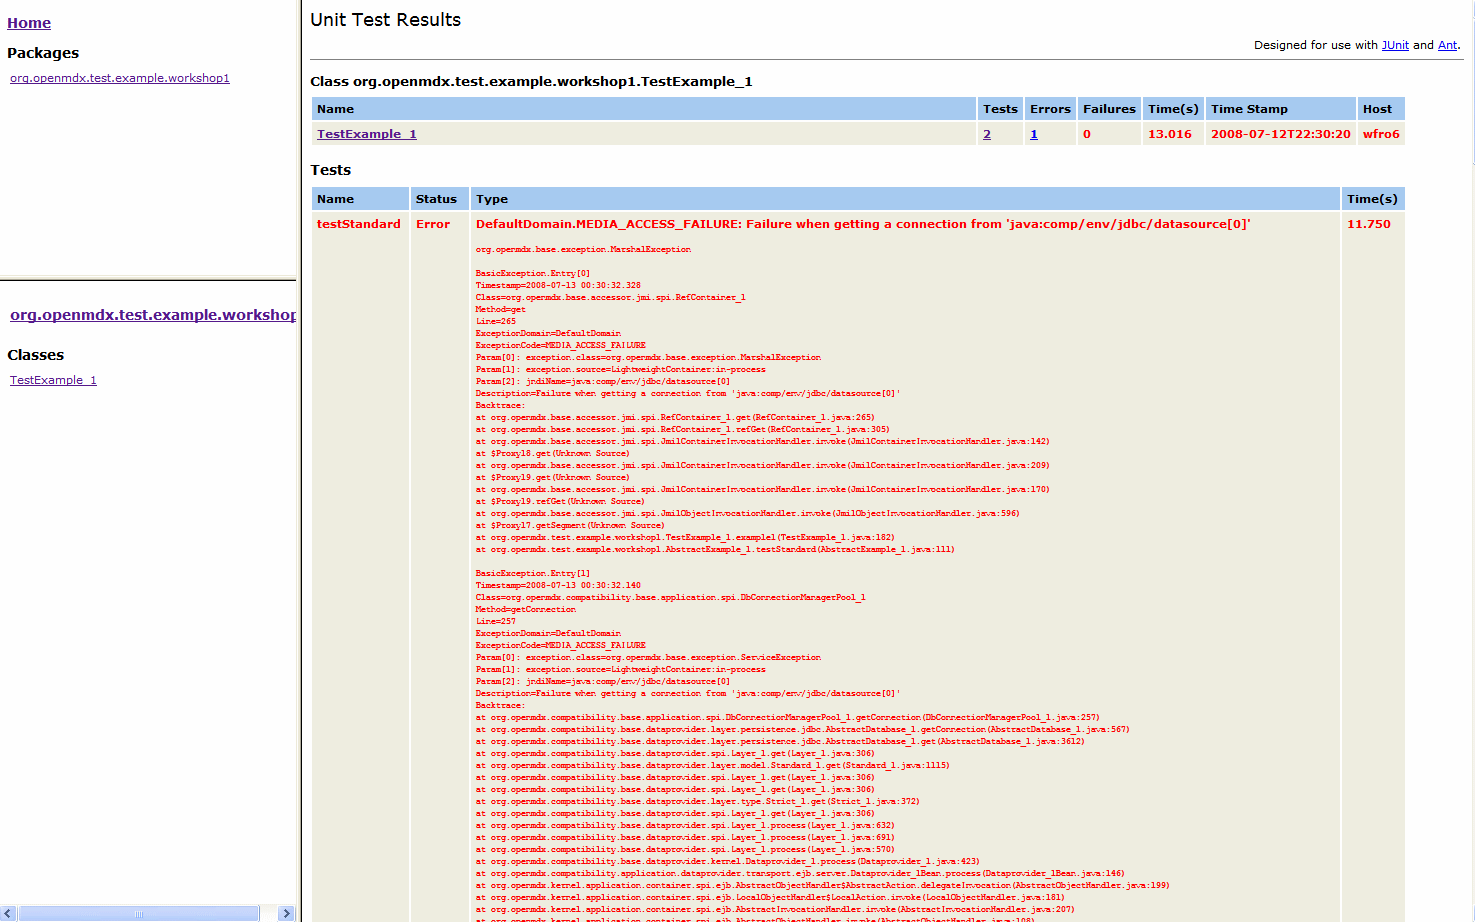 Home
Packages
org.openmdx.test.example.workshop1
org.openmdx.test.example.workshop
Classes
TestExample_1
Unit Test Results
Designed for use with JUnit and Ant.
Class org.openmdx.test.example.workshop1.TestExample_1
Name Tests Errors Failures Time(s) Time Stamp Host
TestExample_1 2 1 0 13.016 2008-07-12T22:30:20 wfro6
Tests
Name Status Type Time(s)
testStandard Error DefaultDomain.MEDIA_ACCESS_FAILURE: Failure when getting a connection from 'java:comp/env/jdbc/datasource[0]' 11.750
org.openmdx.base.exception.MarshalException
BasicException.Entry[0]
Timestamp=2008-07-13 00:30:32.328
Class=org.openmdx.base.accessor.jmi.spi.RefContainer_1
Method=get
Line=265
ExceptionDomain=DefaultDomain
ExceptionCode=MEDIA_ACCESS_FAILURE
Param[0]: exception.class=org.openmdx.base.exception.MarshalException
Param[1]: exception.source=LightweightContainer:in-process
Param[2]: jndiName=java:comp/env/jdbc/datasource[0]
Description=Failure when getting a connection from 'java:comp/env/jdbc/datasource[0]'
Backtrace:
at org.openmdx.base.accessor.jmi.spi.RefContainer_1.get(RefContainer_1.java:265)
at org.openmdx.base.accessor.jmi.spi.RefContainer_1.refGet(RefContainer_1.java:305)
at org.openmdx.base.accessor.jmi.spi.Jmi1ContainerInvocationHandler.invoke(Jmi1ContainerInvocationHandler.java:142)
at $Proxy18.get(Unknown Source)
at org.openmdx.base.accessor.jmi.spi.Jmi1ContainerInvocationHandler.invoke(Jmi1ContainerInvocationHandler.java:209)
at $Proxy19.get(Unknown Source)
at org.openmdx.base.accessor.jmi.spi.Jmi1ContainerInvocationHandler.invoke(Jmi1ContainerInvocationHandler.java:170)
at $Proxy19.refGet(Unknown Source)
at org.openmdx.base.accessor.jmi.spi.Jmi1ObjectInvocationHandler.invoke(Jmi1ObjectInvocationHandler.java:596)
at $Proxy17.getSegment(Unknown Source)
at org.openmdx.test.example.workshop1.TestExample_1.example1(TestExample_1.java:182)
at org.openmdx.test.example.workshop1.AbstractExample_1.testStandard(AbstractExample_1.java:111)
BasicException.Entry[1]
Timestamp=2008-07-13 00:30:32.140
Class=org.openmdx.compatibility.base.application.spi.DbConnectionManagerPool_1
Method=getConnection
Line=257
ExceptionDomain=DefaultDomain
ExceptionCode=MEDIA_ACCESS_FAILURE
Param[0]: exception.class=org.openmdx.base.exception.ServiceException
Param[1]: exception.source=LightweightContainer:in-process
Param[2]: jndiName=java:comp/env/jdbc/datasource[0]
Description=Failure when getting a connection from 'java:comp/env/jdbc/datasource[0]'
Backtrace:
at org.openmdx.compatibility.base.application.spi.DbConnectionManagerPool_1.getConnection(DbConnectionManagerPool_1.java:257)
at org.openmdx.compatibility.base.dataprovider.layer.persistence.jdbc.AbstractDatabase_1.getConnection(AbstractDatabase_1.java:567)
at org.openmdx.compatibility.base.dataprovider.layer.persistence.jdbc.AbstractDatabase_1.get(AbstractDatabase_1.java:3612)
at org.openmdx.compatibility.base.dataprovider.spi.Layer_1.get(Layer_1.java:306)
at org.openmdx.compatibility.base.dataprovider.layer.model.Standard_1.get(Standard_1.java:1115)
at org.openmdx.compatibility.base.dataprovider.spi.Layer_1.get(Layer_1.java:306)
at org.openmdx.compatibility.base.dataprovider.spi.Layer_1.get(Layer_1.java:306)
at org.openmdx.compatibility.base.dataprovider.layer.type.Strict_1.get(Strict_1.java:372)
at org.openmdx.compatibility.base.dataprovider.spi.Layer_1.get(Layer_1.java:306)
at org.openmdx.compatibility.base.dataprovider.spi.Layer_1.process(Layer_1.java:632)
at org.openmdx.compatibility.base.dataprovider.spi.Layer_1.process(Layer_1.java:691)
at org.openmdx.compatibility.base.dataprovider.spi.Layer_1.process(Layer_1.java:570)
at org.openmdx.compatibility.base.dataprovider.kernel.Dataprovider_1.process(Dataprovider_1.java:423)
at org.openmdx.compatibility.application.dataprovider.transport.ejb.server.Dataprovider_1Bean.process(Dataprovider_1Bean.java:146)
at org.openmdx.kernel.application.container.spi.ejb.AbstractObjectHandler$AbstractAction.delegateInvocation(AbstractObjectHandler.java:199)
at org.openmdx.kernel.application.container.spi.ejb.LocalObjectHandler$LocalAction.invoke(LocalObjectHandler.java:181)
at org.openmdx.kernel.application.container.spi.ejb.AbstractInvocationHandler.invoke(AbstractInvocationHandler.java:207)
at org.openmdx.kernel.application.container.spi.ejb.AbstractObjectHandler.invoke(AbstractObjectHandler.java:108)